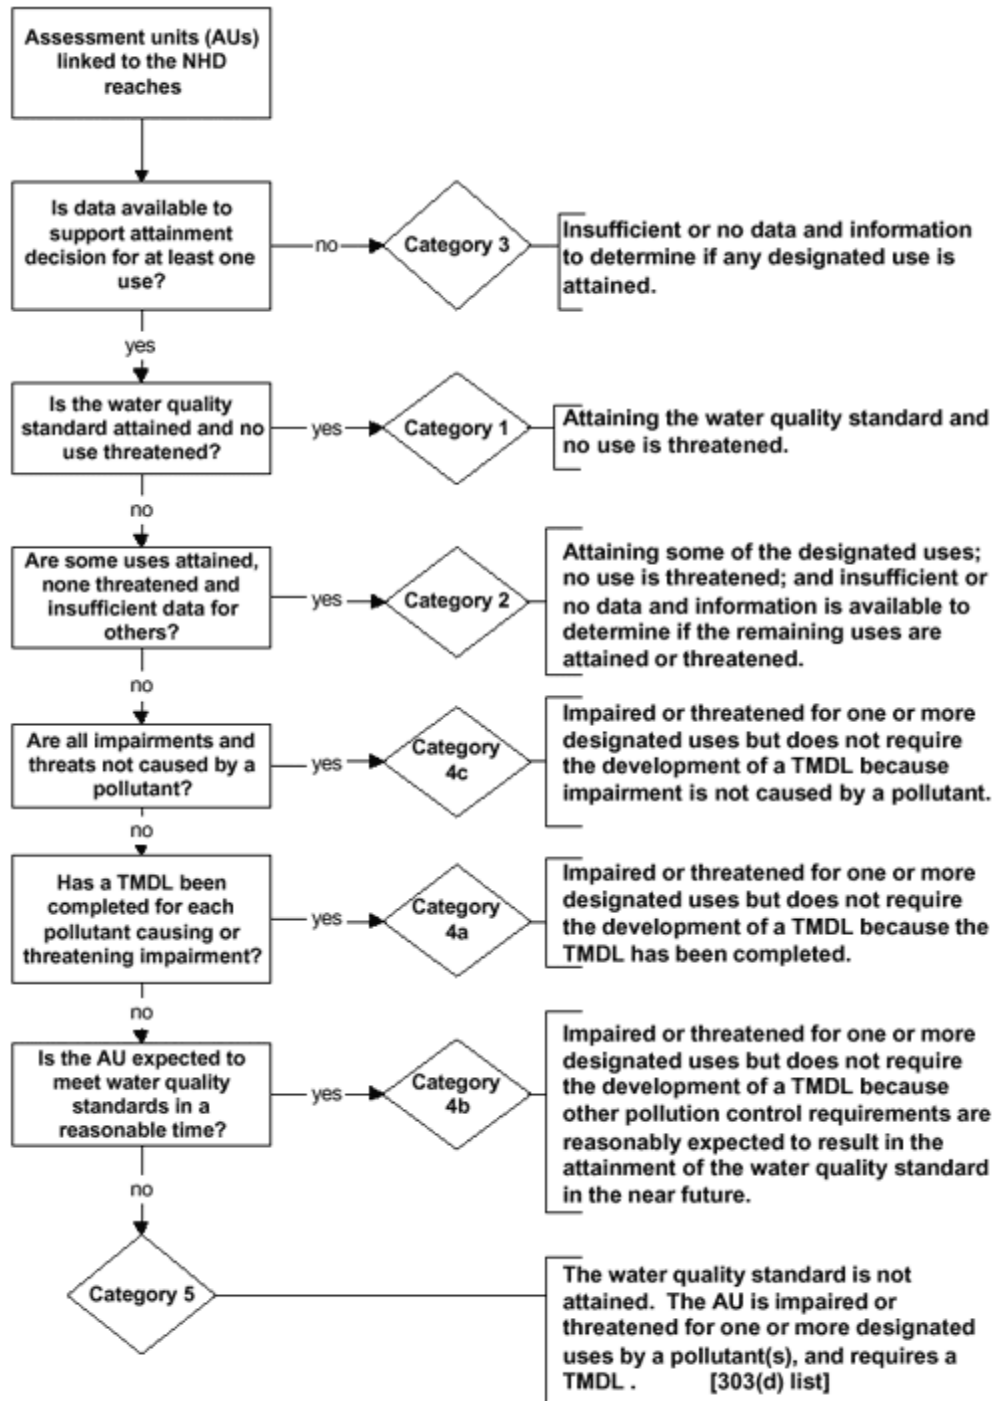 Assessment units (AUs)
linked to the NHD
reaches
Is data available to
support attainment
decision for at least one
use?
no
Category 3
Insufficient or no data and information
to determine if any designated use is
attained.
yes
Is the water quality
standard attained and no
use threatened?
yes
Category 1
Attaining the water quality standard and
no use is threatened.
no
Are some uses attained,
none threatened and
insufficient data for
others?
yes
Category 2
Attaining some of the designated uses;
no use is threatened; and insufficient or
no data and information is available to
determine if the remaining uses are
attained or threatened.
no
Are all impairments and
threats not caused by a
pollutant?
yes
Category
4c
Impaired or threatened for one or more
designated uses but does not require
the development of a TMDL because
impairment is not caused by a pollutant.
no
Has a TMDL been
completed for each
pollutant causing or
threatening impairment?
yes
Category
4a
Impaired or threatened for one or more
designated uses but does not require
the development of a TMDL because the
TMDL has been completed.
no
Is the AU expected to
meet water quality
standards in a
reasonable time?
yes
Category
4b
Impaired or threatened for one or more
designated uses but does not require
the development of a TMDL because
other pollution control requirements are
reasonably expected to result in the
attainment of the water quality standard
in the near future.
no
Category 5
The water quality standard is not
attained. The AU is impaired or
threatened for one or more designated
uses by a pollutant(s), and requires a
TMDL . [303(d) list]